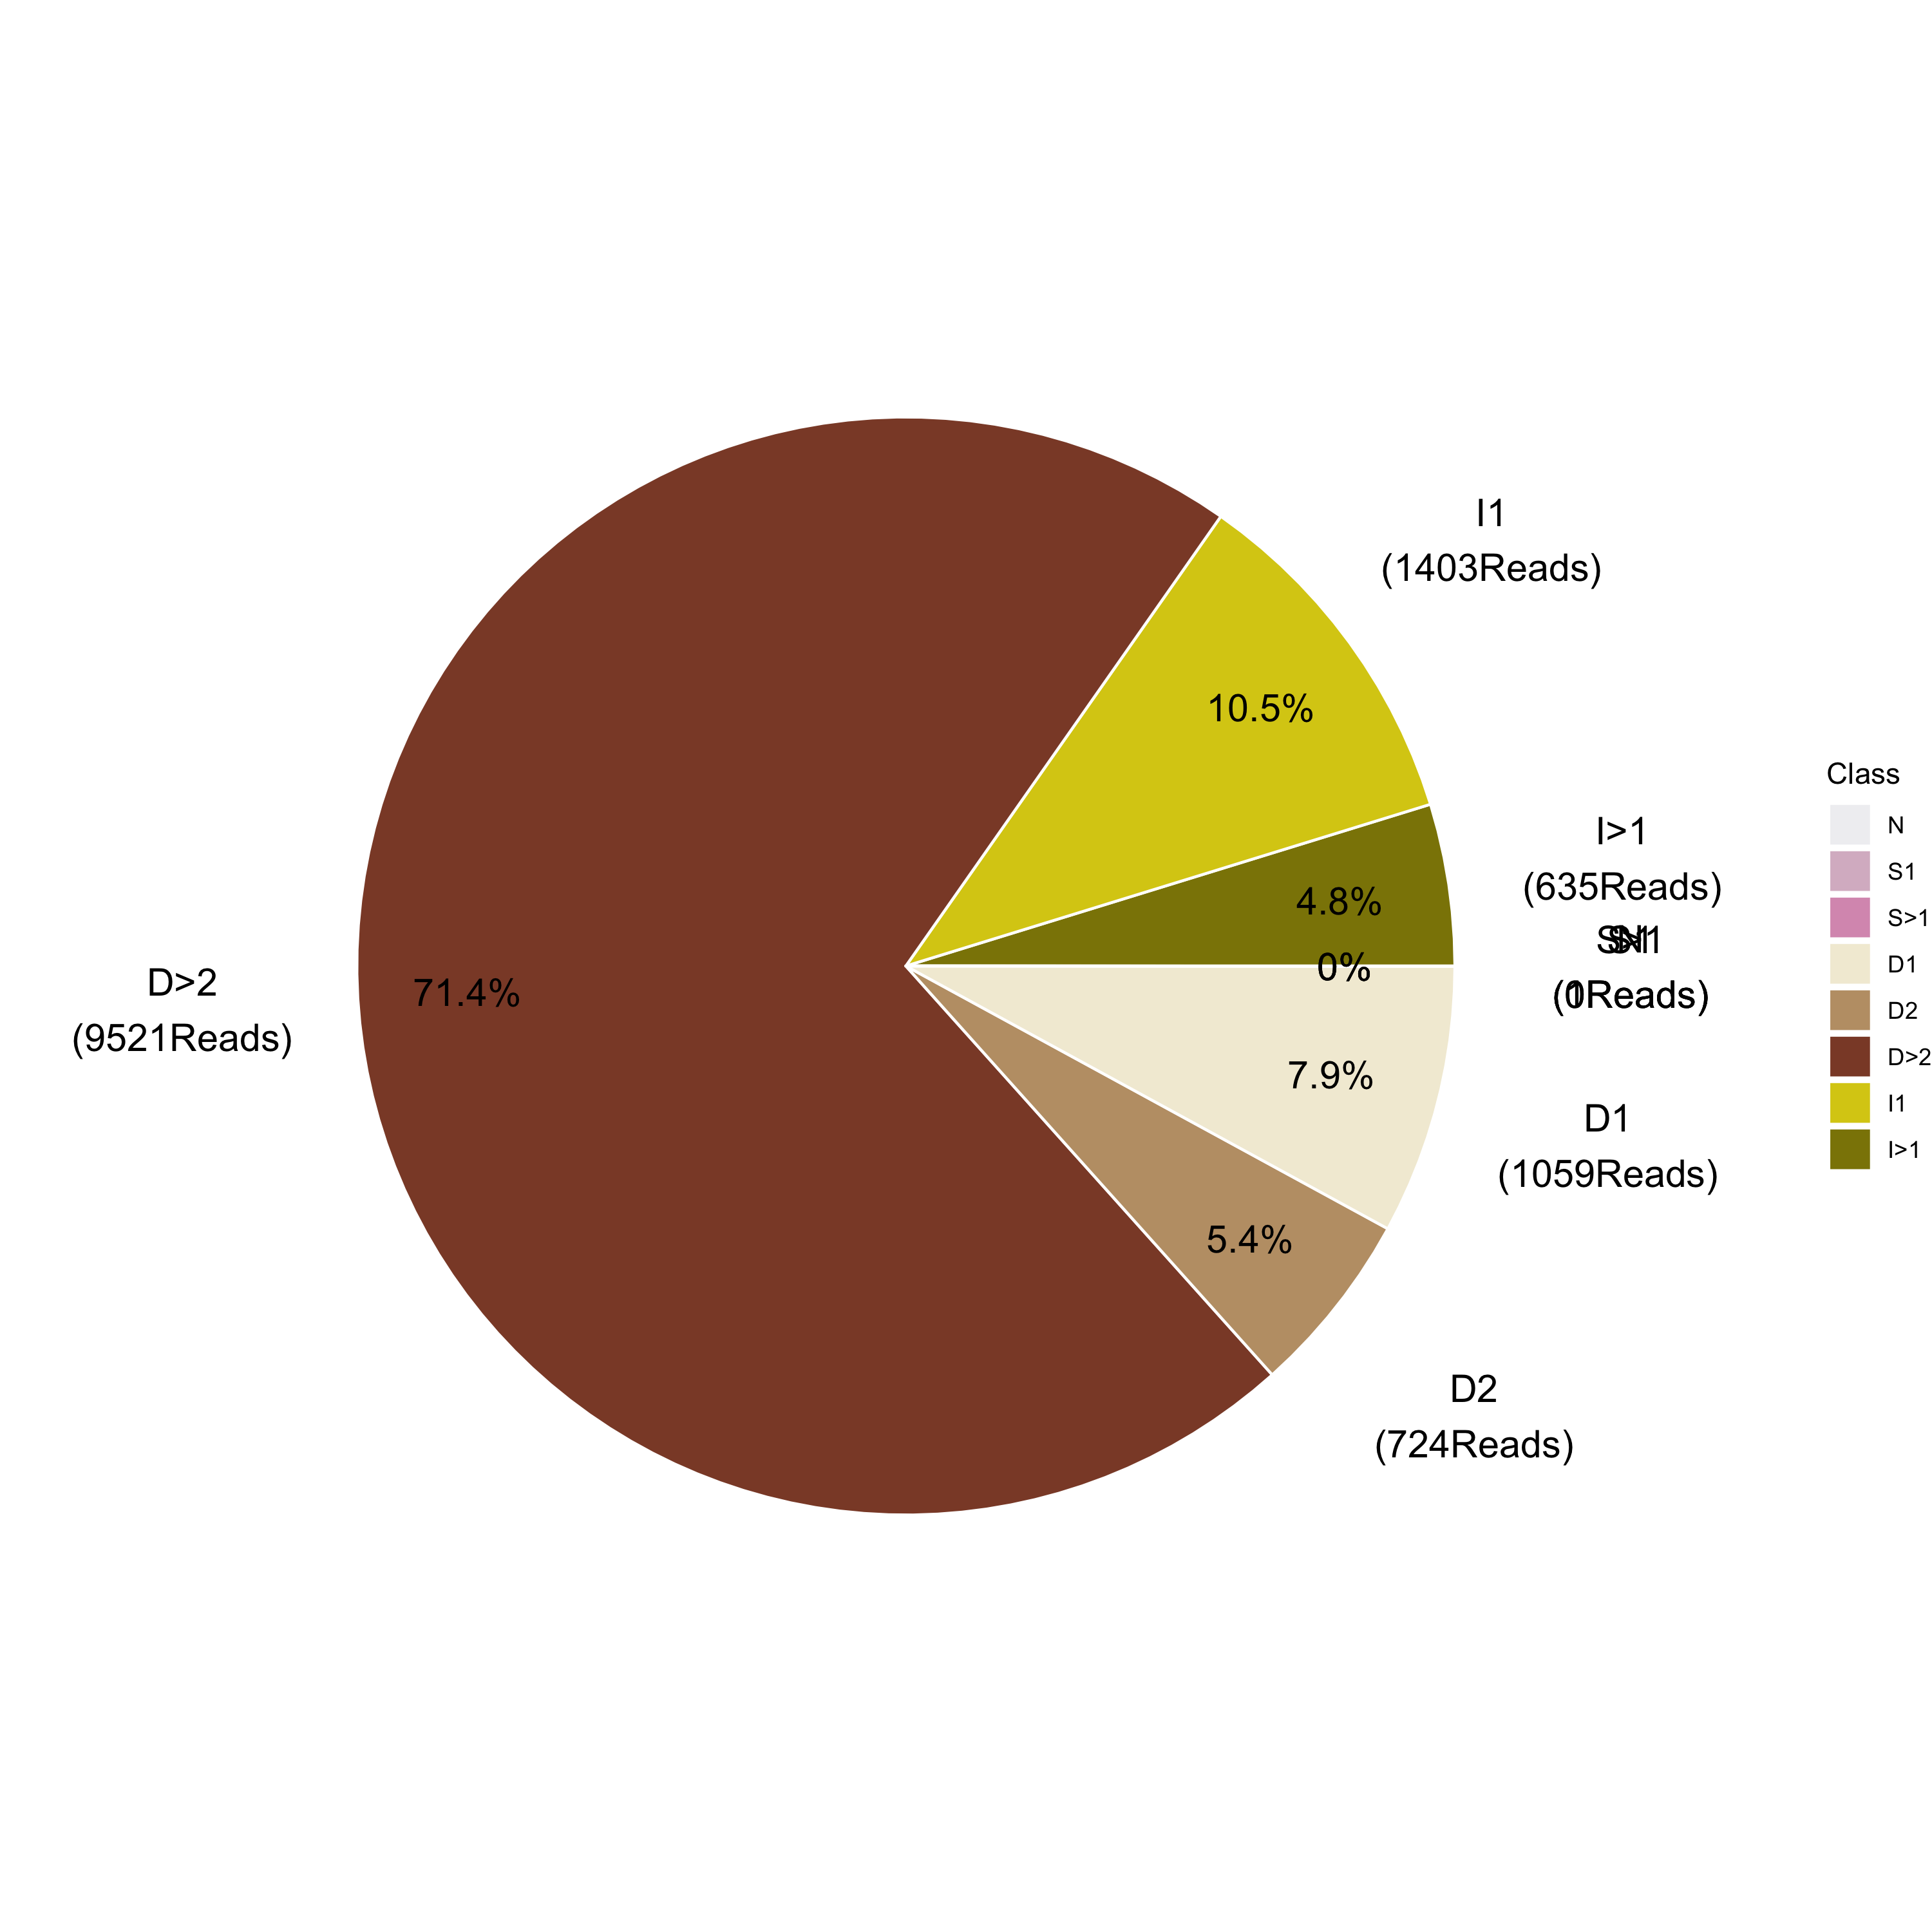 I1
(1403Reads)
10.5%
I>1
(635Reads)
4.8%
0%
D>2
(9521Reads)
71.4%
7.9%
D1
(1059Reads)
5.4%
D2
(724Reads)
Class
N
S1
S>1
D1
D2
D>2
I1
I>1